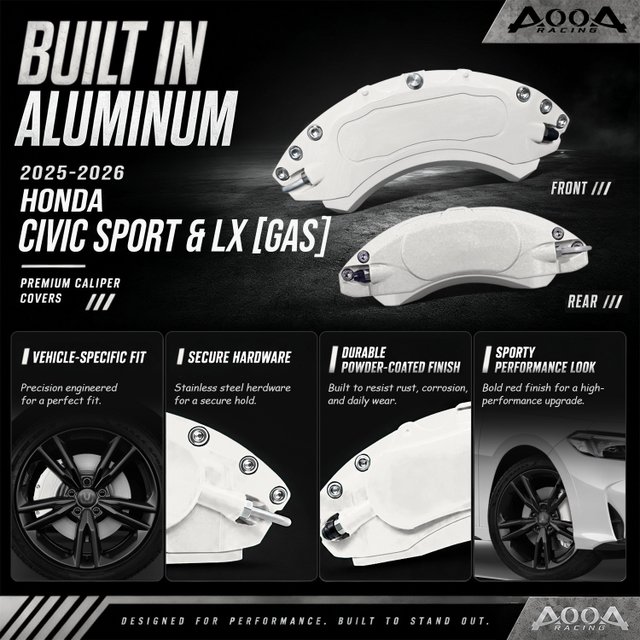 AOOA
RACING
BUILT IN
ALUMINUM
2025-2026
HONDA
CIVIC SPORT & LX [GAS]
PREMIUM CALIPER
COVERS ///
FRONT ///
REAR ///
VEHICLE-SPECIFIC FIT
Precision engineered
for a perfect fit.
SECURE HARDWARE
Stainless steel herdware
for a secure hold.
DURABLE
POWDER-COATED FINISH
Built to resist rust, corrosion,
and daily wear.
SPORTY
PERFORMANCE LOOK
Bold red finish for a high-
performance upgrade.
DESIGNED FOR PERFORMANCE. BUILT TO STAND OUT.
AOOA
RACING